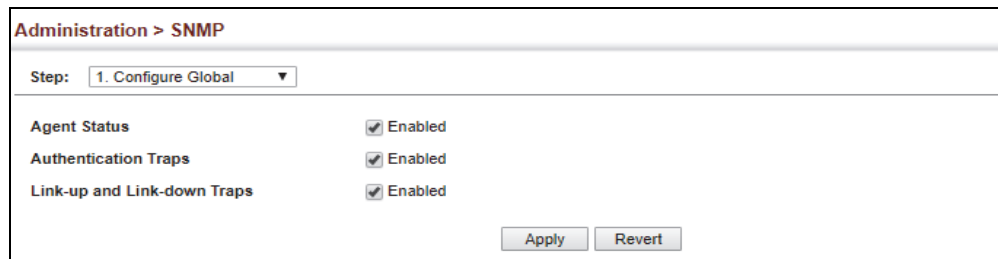 Administration > SNMP
Step: 1. Configure Global
Agent Status Enabled
Authentication Traps Enabled
Link-up and Link-down Traps Enabled
Apply Revert